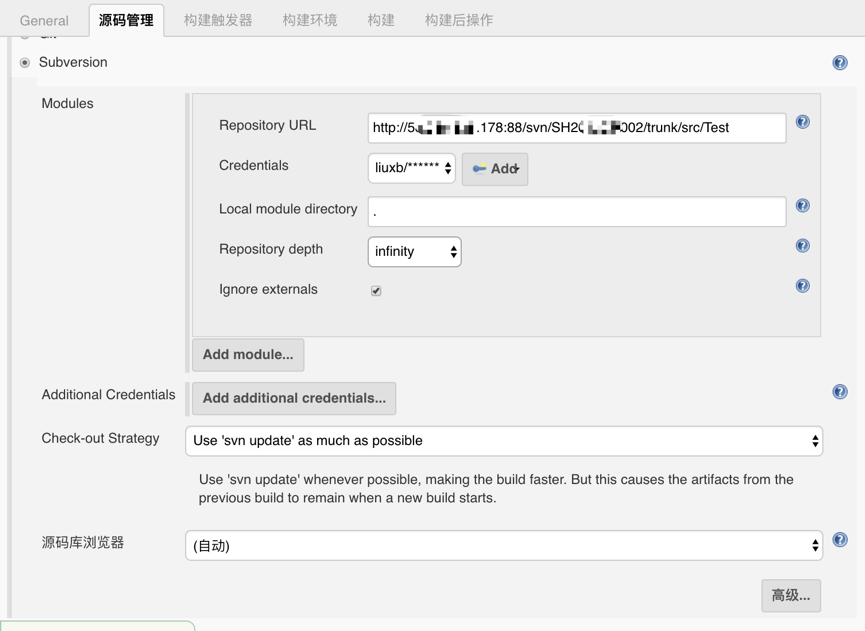 General 源码管理 构建触发器 构建环境 构建 构建后操作
Subversion
Modules
Repository URL http://5 .178:88/svn/SH2 002/trunk/src/Test
Credentials liuxb/****** Add
Local module directory .
Repository depth infinity
Ignore externals
Add module...
Additional Credentials Add additional credentials...
Check-out Strategy Use 'svn update' as much as possible
Use 'svn update' whenever possible, making the build faster. But this causes the artifacts from the
previous build to remain when a new build starts.
源码库浏览器 (自动)
高级...